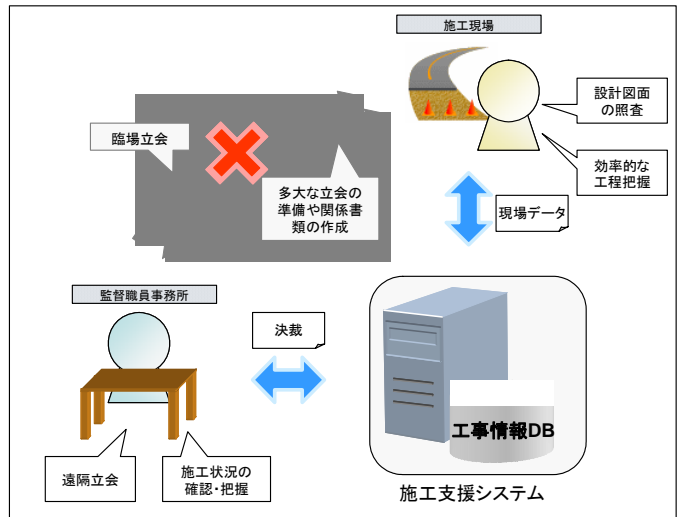 施工現場
設計図面
の照査
臨場立会
効率的な
工程把握
多大な立会の
準備や関係書
類の作成
現場データ
監督職員事務所
決裁
工事情報DB
遠隔立会
施工状況の
確認・把握
施工支援システム